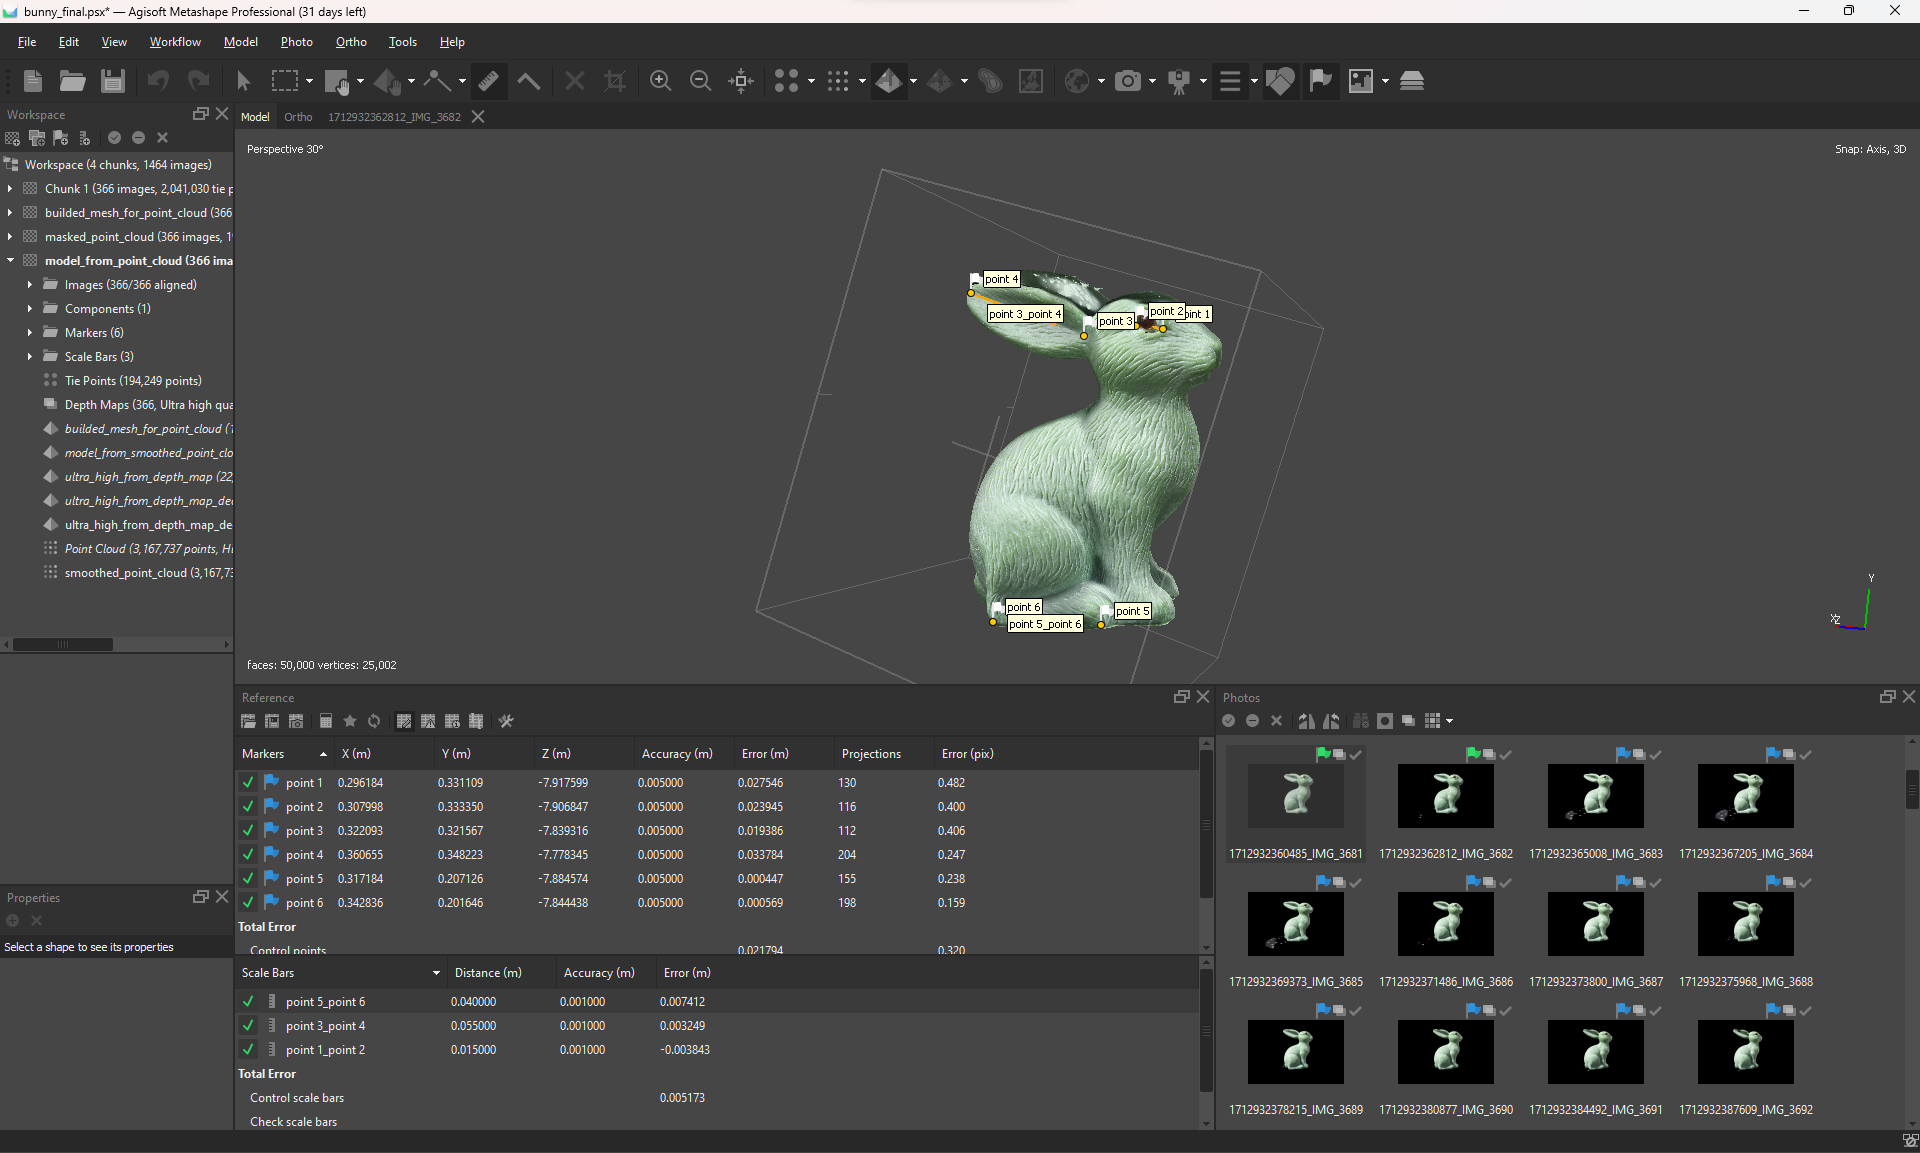 bunny_final.psx* — Agisoft Metashape Professional (31 days left)
File Edit View Workflow Model Photo Ortho Tools Help
Workspace
Workspace (4 chunks, 1464 images)
Chunk 1 (366 images, 2,041,030 tie p
builded_mesh_for_point_cloud (366
masked_point_cloud (366 images, 1
model_from_point_cloud (366 ima
Images (366/366 aligned)
Components (1)
Markers (6)
Scale Bars (3)
Tie Points (194,249 points)
Depth Maps (366, Ultra high qua
builded_mesh_for_point_cloud (
model_from_smoothed_point_clo
ultra_high_from_depth_map (22,
ultra_high_from_depth_map_dec
ultra_high_from_depth_map_de
Point Cloud (3,167,737 points, Hi
smoothed_point_cloud (3,167,73
Properties
Select a shape to see its properties
Model Ortho 1712932362812_IMG_3682
Perspective 30°
Snap: Axis, 3D
point 4
point 3_point 4
point 3
point 2
oint 1
point 6
point 5
point 5_point 6
Y
X
Z
faces: 50,000 vertices: 25,002
Reference
Markers X (m) Y (m) Z (m) Accuracy (m) Error (m) Projections Error (pix)
point 1 0.296184 0.331109 -7.917599 0.005000 0.027546 130 0.482
point 2 0.307998 0.333350 -7.906847 0.005000 0.023945 116 0.400
point 3 0.322093 0.321567 -7.839316 0.005000 0.019386 112 0.406
point 4 0.360655 0.348223 -7.778345 0.005000 0.033784 204 0.247
point 5 0.317184 0.207126 -7.884574 0.005000 0.000447 155 0.238
point 6 0.342836 0.201646 -7.844438 0.005000 0.000569 198 0.159
Total Error
Control points 0.021794 0.320
Scale Bars Distance (m) Accuracy (m) Error (m)
point 5_point 6 0.040000 0.001000 0.007412
point 3_point 4 0.055000 0.001000 0.003249
point 1_point 2 0.015000 0.001000 -0.003843
Total Error
Control scale bars 0.005173
Check scale bars
Photos
1712932360485_IMG_3681 1712932362812_IMG_3682 1712932365008_IMG_3683 1712932367205_IMG_3684
1712932369373_IMG_3685 1712932371486_IMG_3686 1712932373800_IMG_3687 1712932375968_IMG_3688
1712932378215_IMG_3689 1712932380877_IMG_3690 1712932384492_IMG_3691 1712932387609_IMG_3692